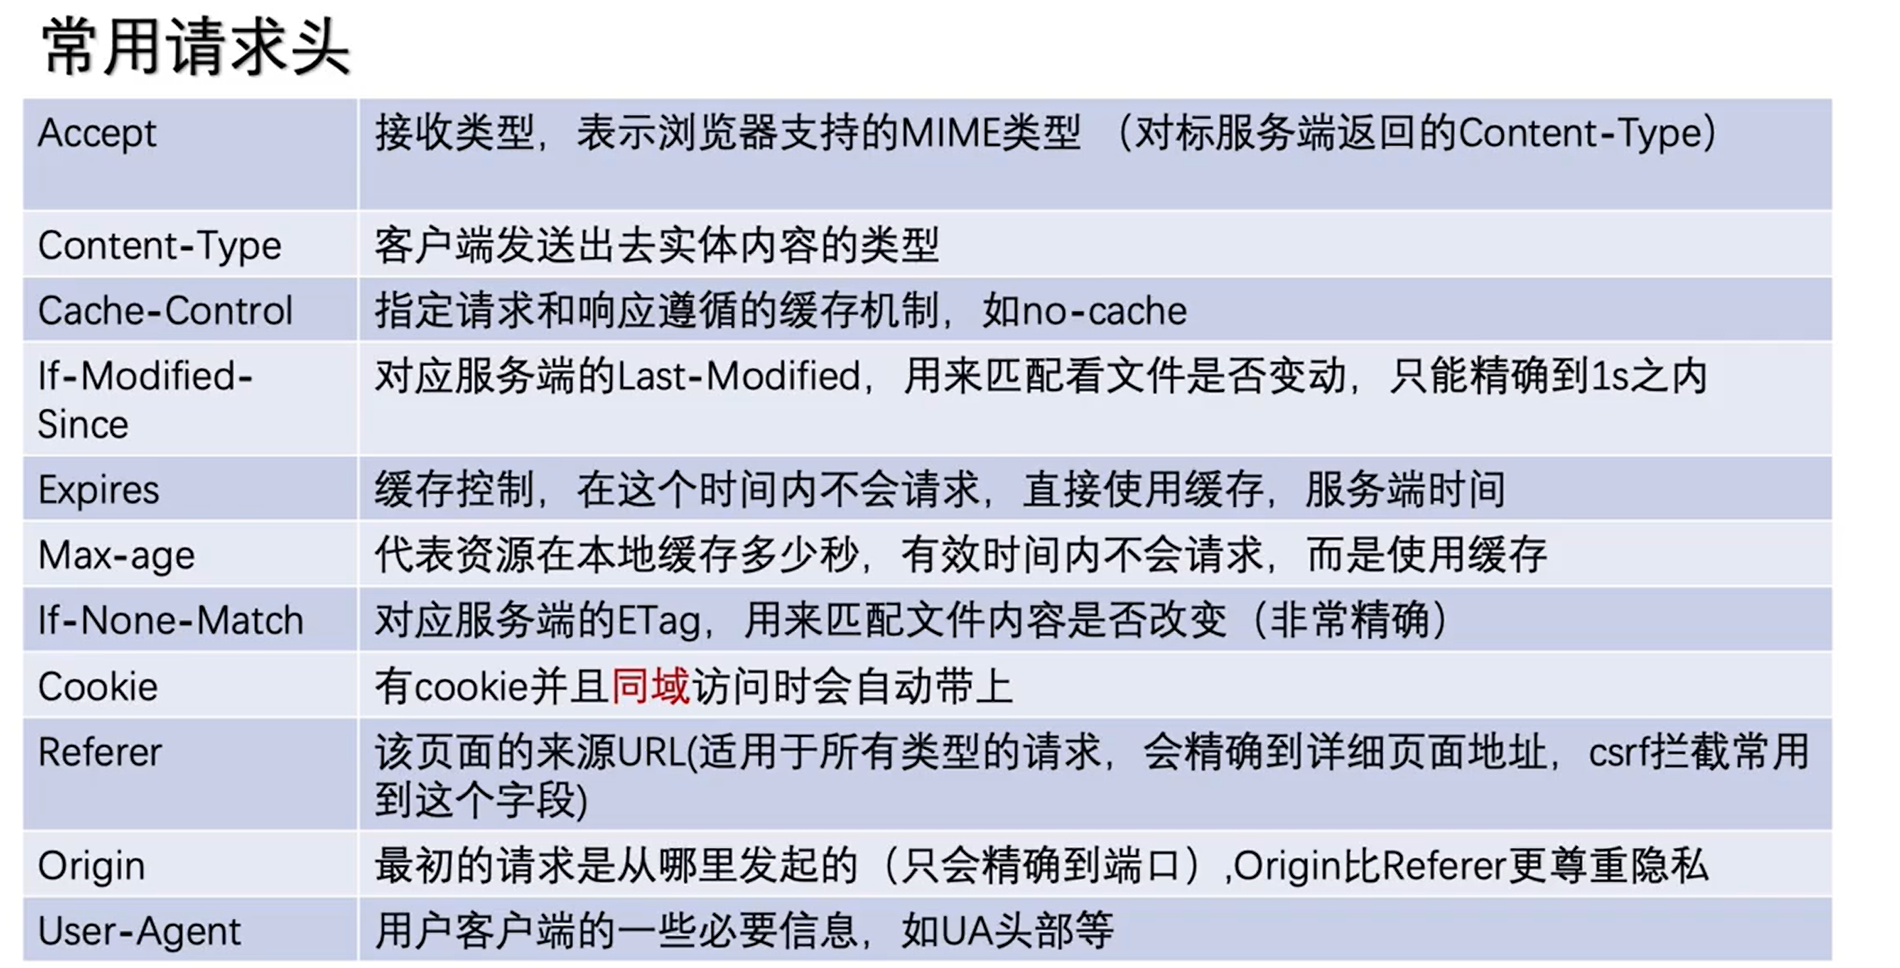 常用请求头
Accept
接收类型，表示浏览器支持的MIME类型 （对标服务端返回的Content-Type）
Content-Type
客户端发送出去实体内容的类型
Cache-Control
指定请求和响应遵循的缓存机制，如no-cache
If-Modified-
Since
对应服务端的Last-Modified，用来匹配看文件是否变动，只能精确到1s之内
Expires
缓存控制，在这个时间内不会请求，直接使用缓存，服务端时间
Max-age
代表资源在本地缓存多少秒，有效时间内不会请求，而是使用缓存
If-None-Match
对应服务端的ETag，用来匹配文件内容是否改变（非常精确）
Cookie
有cookie并且同域访问时会自动带上
Referer
该页面的来源URL(适用于所有类型的请求，会精确到详细页面地址，csrf拦截常用
到这个字段)
Origin
最初的请求是从哪里发起的（只会精确到端口）,Origin比Referer更尊重隐私
User-Agent
用户客户端的一些必要信息，如UA头部等